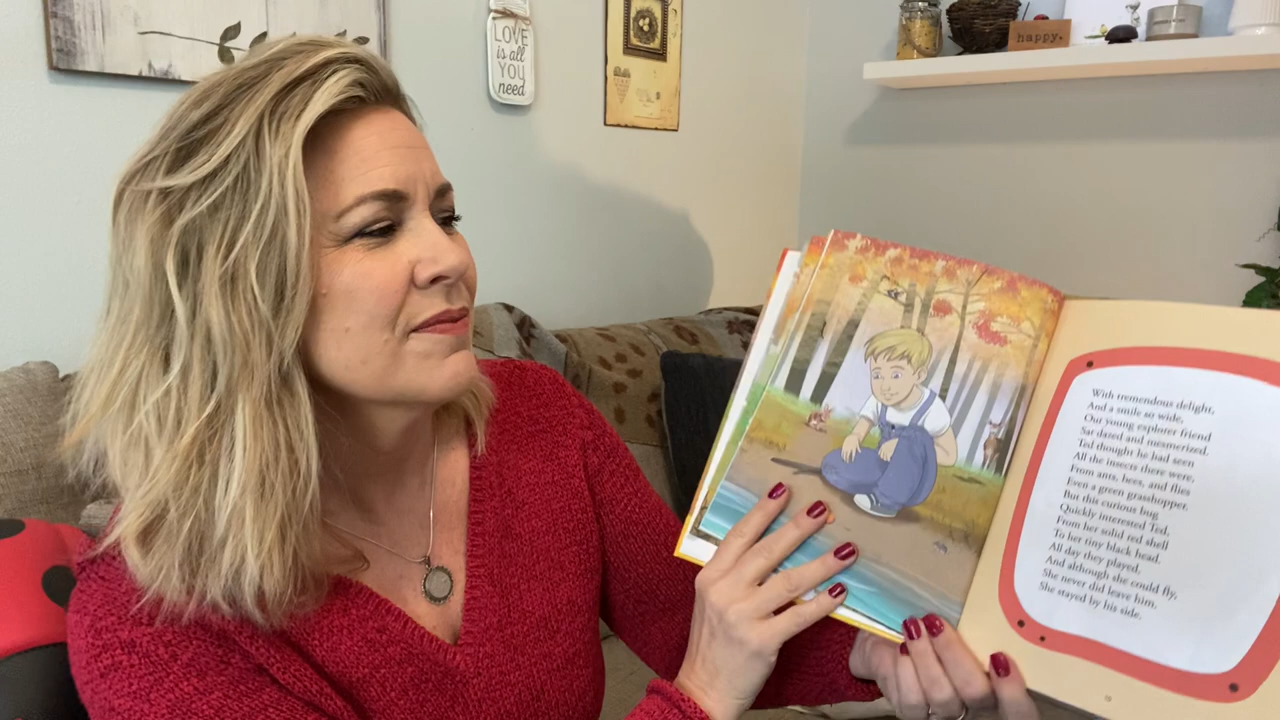 LOVE
is all
YOU
need
happy.
With tremendous delight,
And a smile so wide,
Our young explorer friend
Sat dazed and mesmerized.
Ted thought he had seen
All the insects there were,
From ants, bees, and flies
Even a green grasshopper.
But this curious bug
Quickly interested Ted,
From her solid red shell
To her tiny black head.
All day they played,
And although she could fly,
She never did leave him.
She stayed by his side.